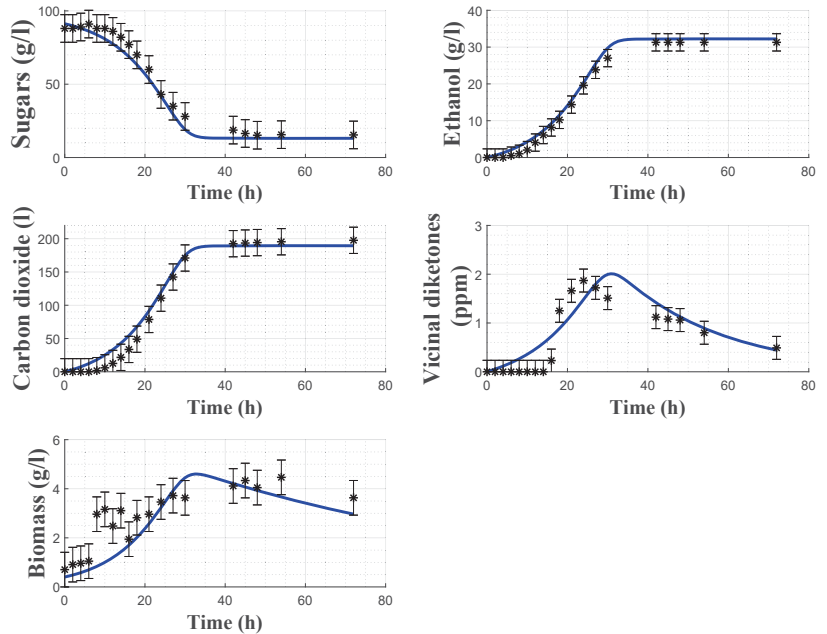 Sugars (g/l)
100
50
0
0 20 40 60 80
Time (h)
Ethanol (g/l)
40
30
20
10
0
0 20 40 60 80
Time (h)
Carbon dioxide (l)
200
150
100
50
0
0 20 40 60 80
Time (h)
Vicinal diketones
(ppm)
3
2
1
0
0 20 40 60 80
Time (h)
Biomass (g/l)
6
4
2
0
0 20 40 60 80
Time (h)